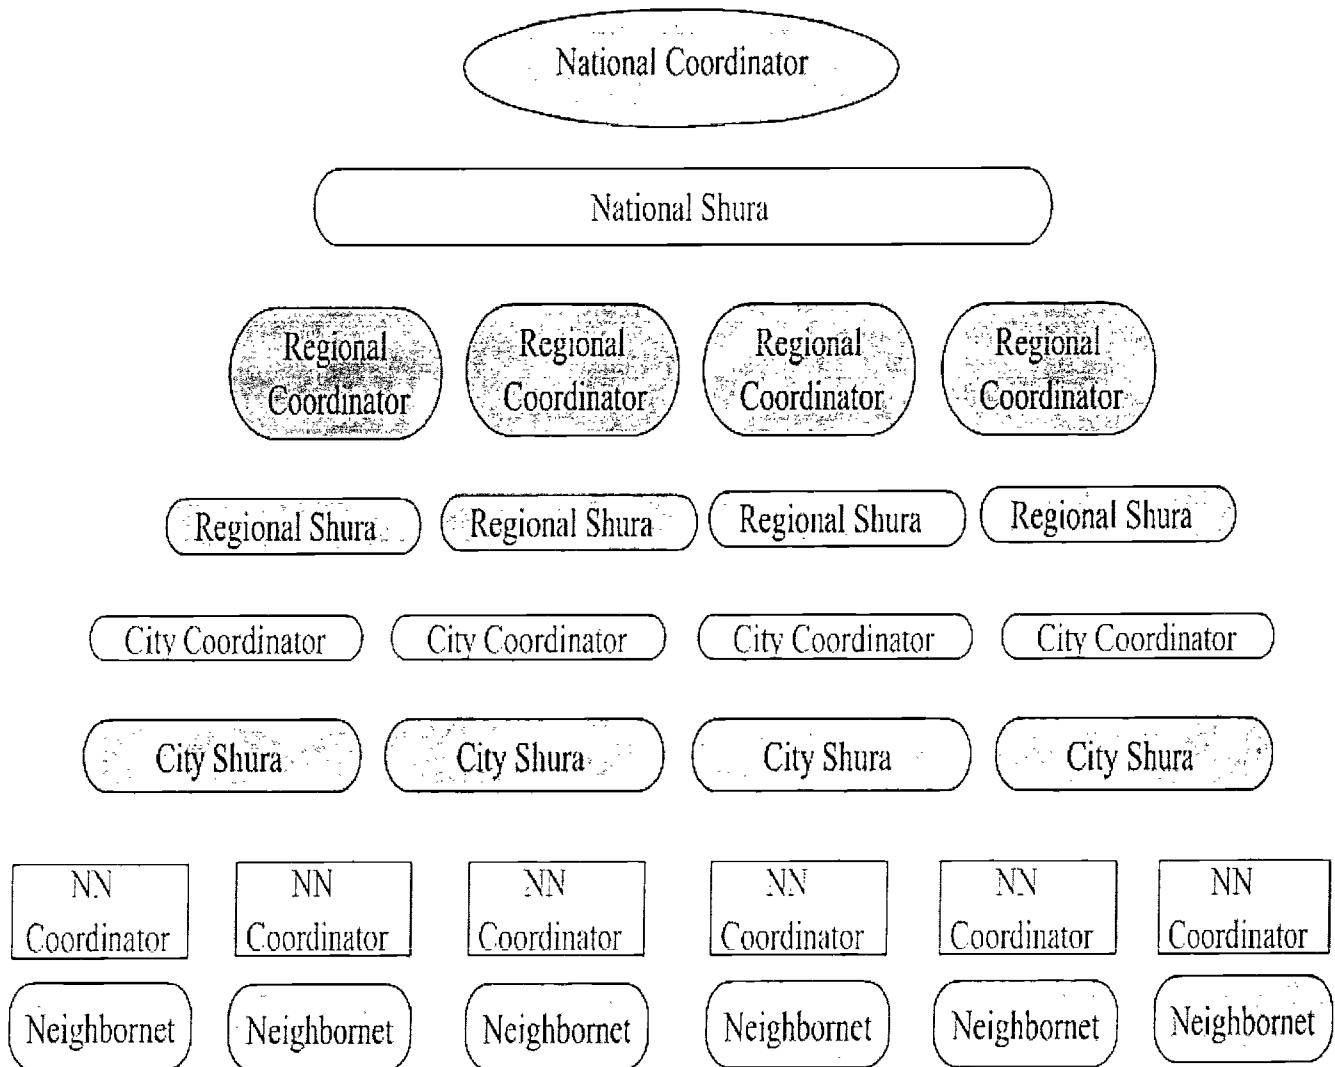 National Coordinator
National Shura
Regional Coordinator
Regional Coordinator
Regional Coordinator
Regional Coordinator
Regional Shura
Regional Shura
Regional Shura
Regional Shura
City Coordinator
City Coordinator
City Coordinator
City Coordinator
City Shura
City Shura
City Shura
City Shura
NN
Coordinator
NN
Coordinator
NN
Coordinator
NN
Coordinator
NN
Coordinator
NN
Coordinator
Neighbornet
Neighbornet
Neighbornet
Neighbornet
Neighbornet
Neighbornet